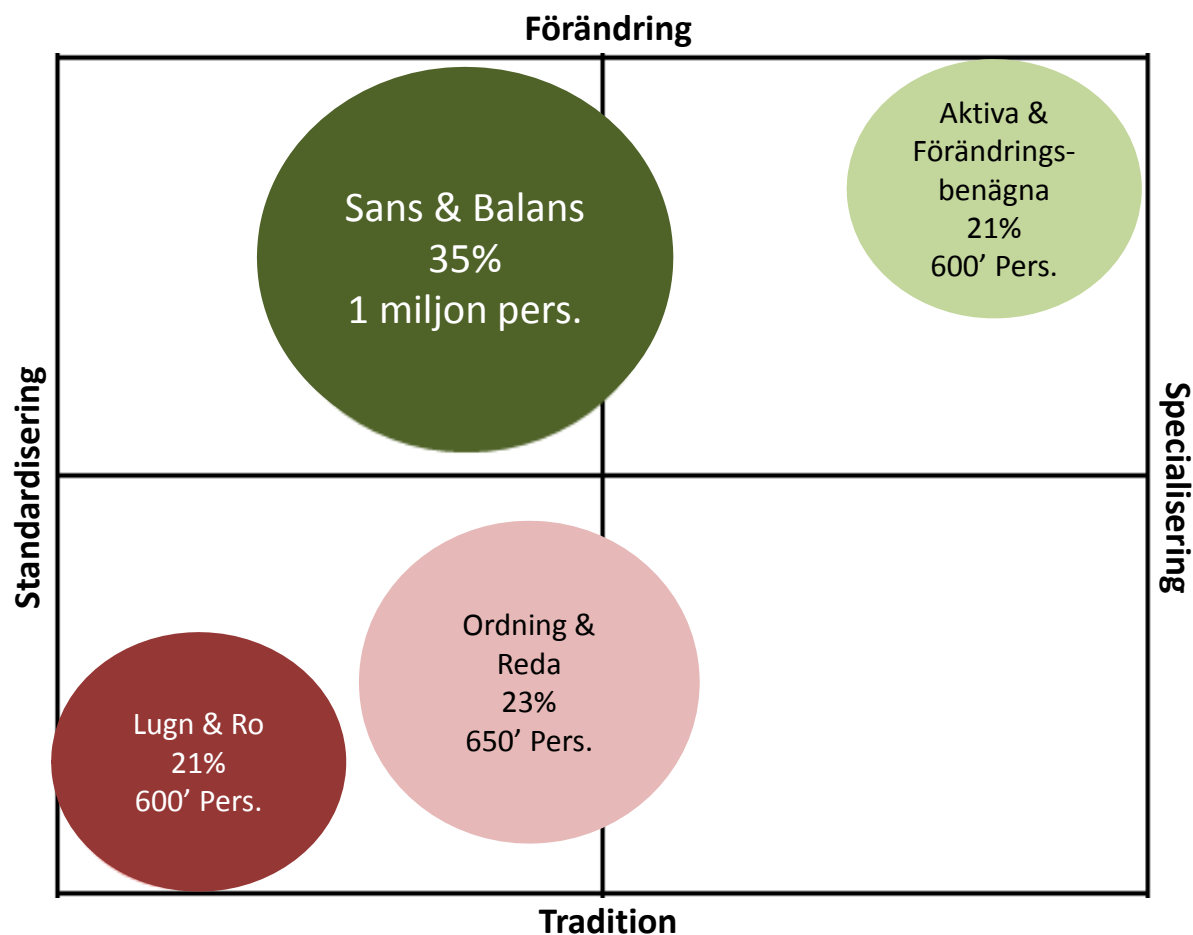 Förändring
Aktiva &
Förändrings-
benägna
21%
600’ Pers.
Sans & Balans
35%
1 miljon pers.
Standardisering
Specialisering
Ordning &
Reda
23%
650’ Pers.
Lugn & Ro
21%
600’ Pers.
Tradition